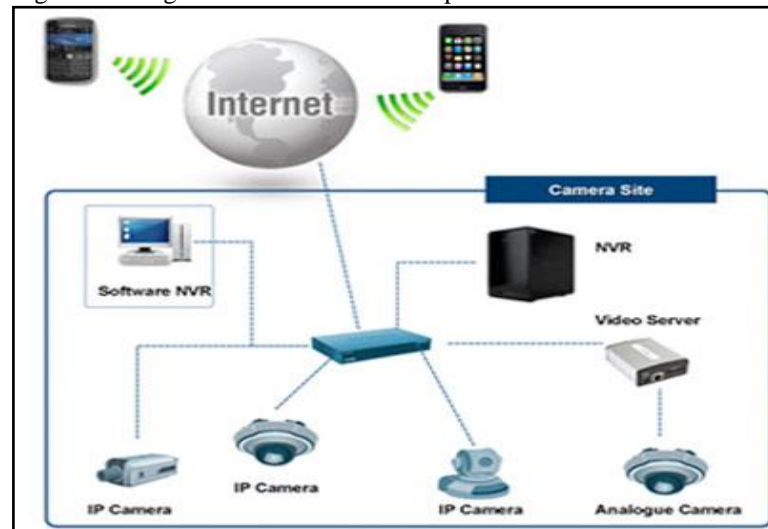 Internet
Camera Site
NVR
Software NVR
Video Server
IP Camera
IP Camera
IP Camera
Analogue Camera